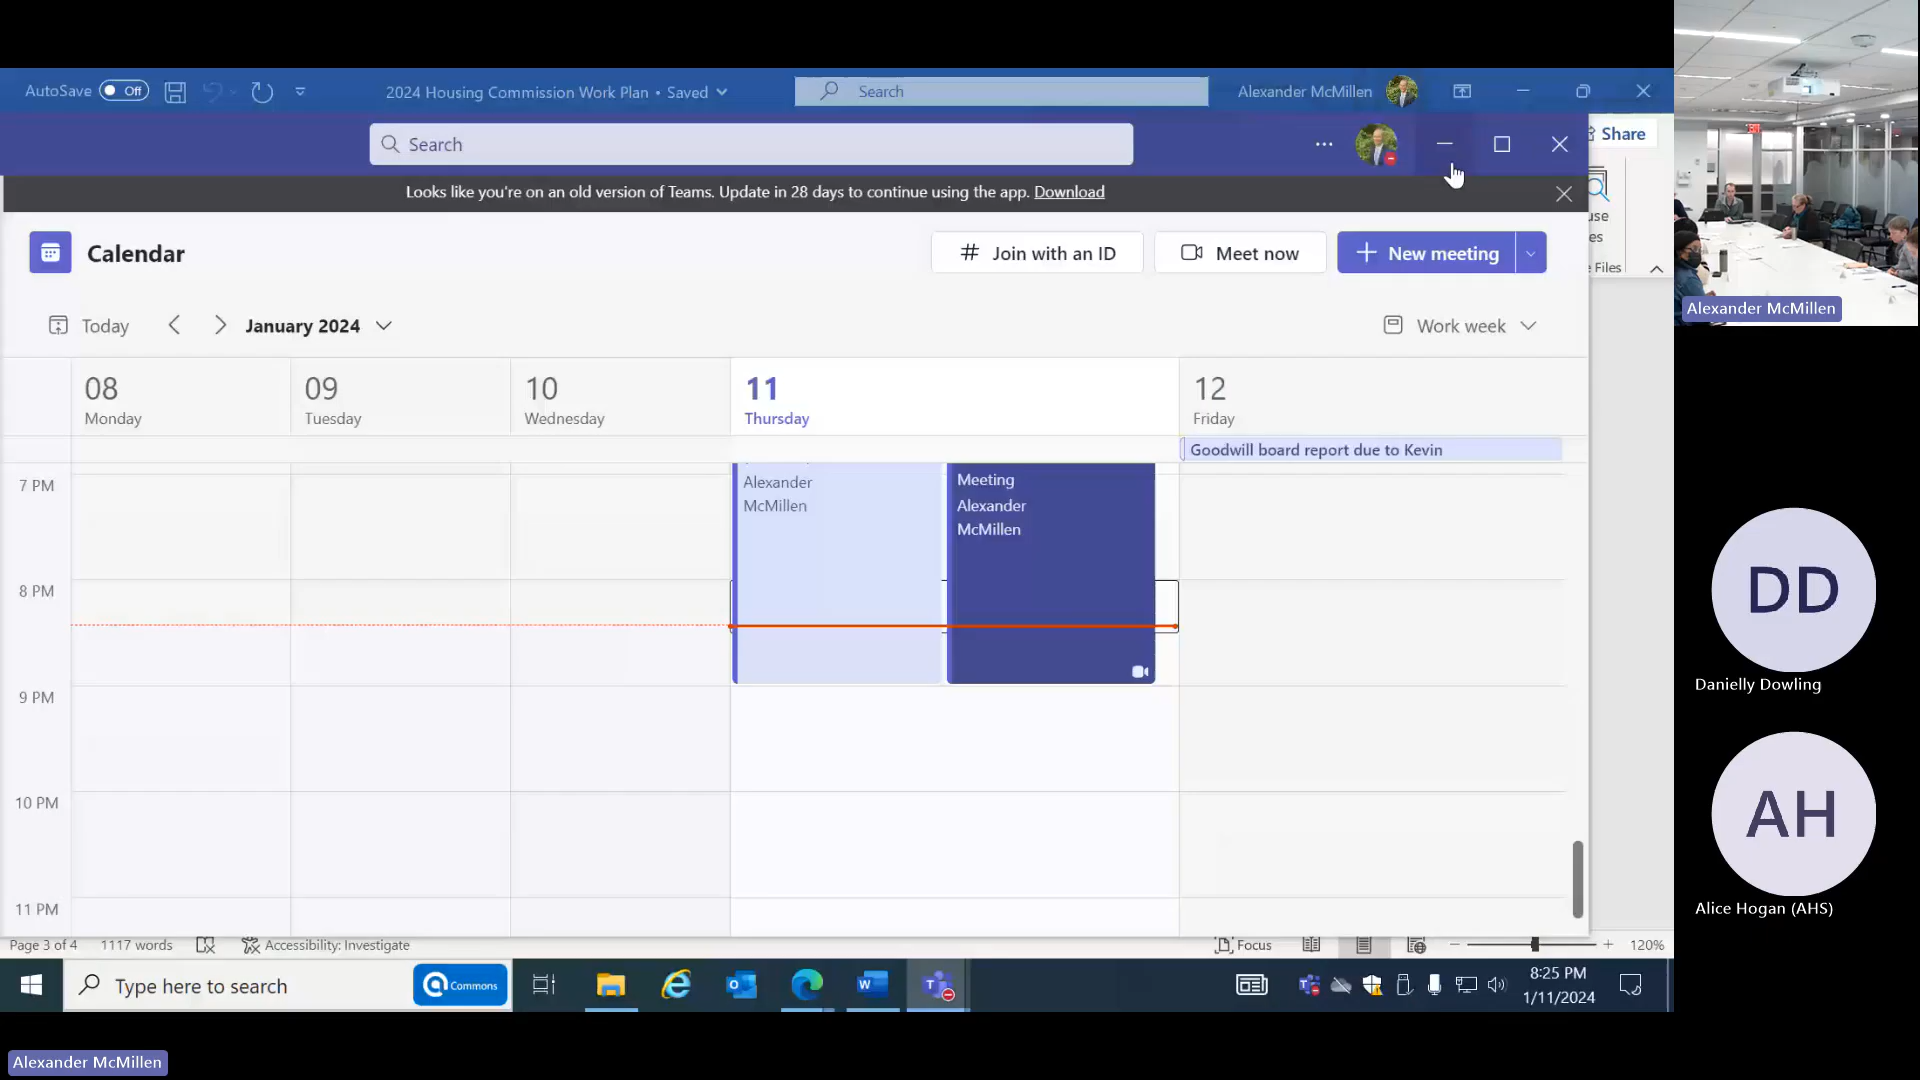 AutoSave Off 2024 Housing Commission Work Plan • Saved Search Alexander McMillen
Search
Share
Looks like you're on an old version of Teams. Update in 28 days to continue using the app. Download
Calendar
# Join with an ID Meet now New meeting
Files
Today January 2024 Work week
08 09 10 11 12
Monday Tuesday Wednesday Thursday Friday
Goodwill board report due to Kevin
7 PM
Alexander
McMillen
Meeting
Alexander
McMillen
8 PM
9 PM
10 PM
11 PM
Page 3 of 4 1117 words Accessibility: Investigate Focus 120%
Type here to search Commons
8:25 PM
1/11/2024
Alexander McMillen
DD
Danielly Dowling
AH
Alice Hogan (AHS)
Alexander McMillen